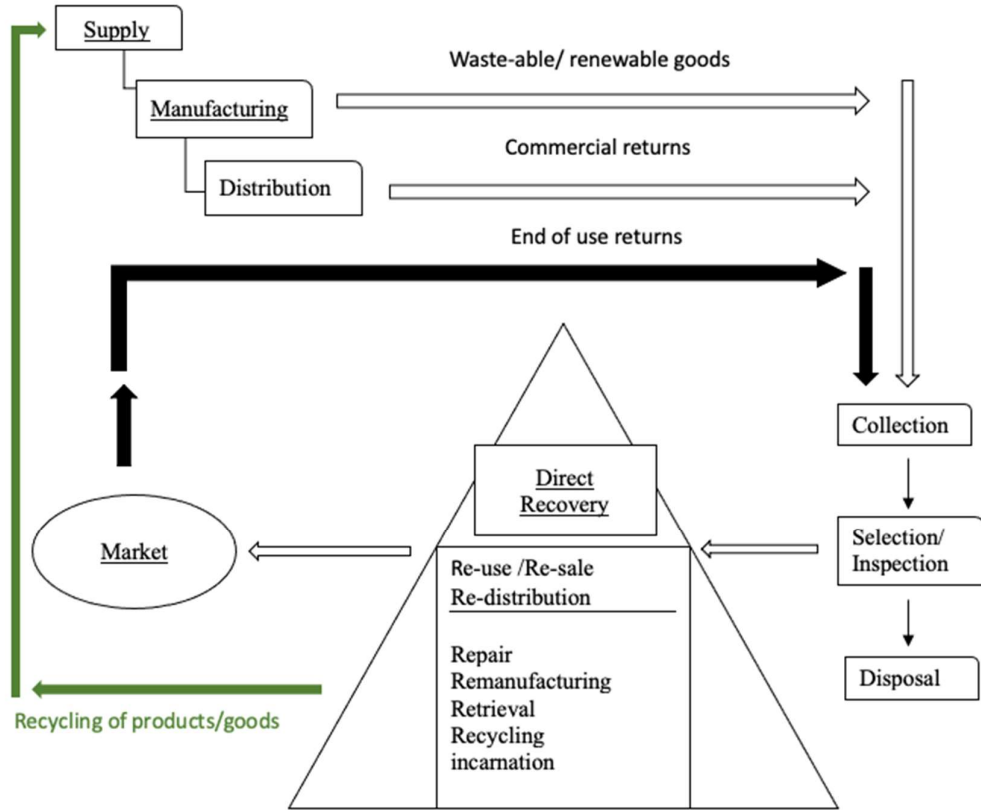 Supply
Waste-able/ renewable goods
Manufacturing
Commercial returns
Distribution
End of use returns
Collection
Direct
Recovery
Market
Selection/
Inspection
Re-use /Re-sale
Re-distribution
Repair
Remanufacturing
Retrieval
Recycling
incarnation
Disposal
Recycling of products/goods